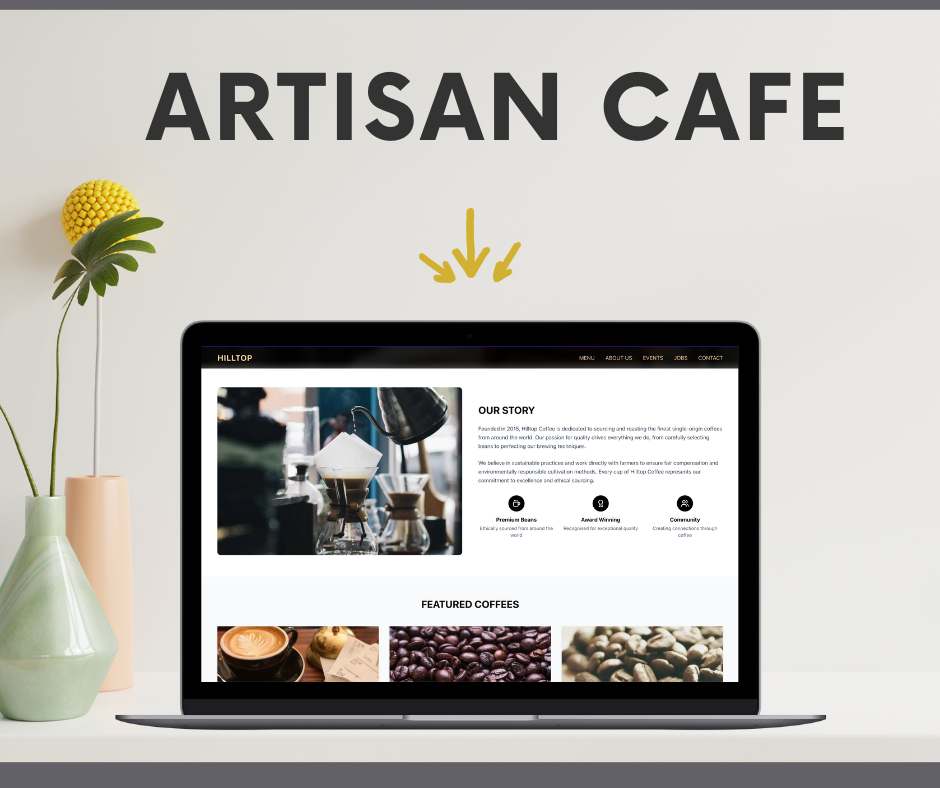 ARTISAN CAFE
HILLTOP
MENU ABOUT US EVENTS JOBS CONTACT
OUR STORY
Founded in 2015, Hilltop Coffee is dedicated to sourcing and roasting the finest single-origin coffees
from around the world. Our passion for quality drives everything we do, from carefully selecting
beans to perfecting our brewing techniques.
We believe in sustainable practices and work directly with farmers to ensure fair compensation and
environmentally responsible cultivation methods. Every cup of Hilltop Coffee represents our
commitment to excellence and ethical sourcing.
Premium Beans
Ethically sourced from around the
world
Award Winning
Recognized for exceptional quality
Community
Creating connections through
coffee
FEATURED COFFEES